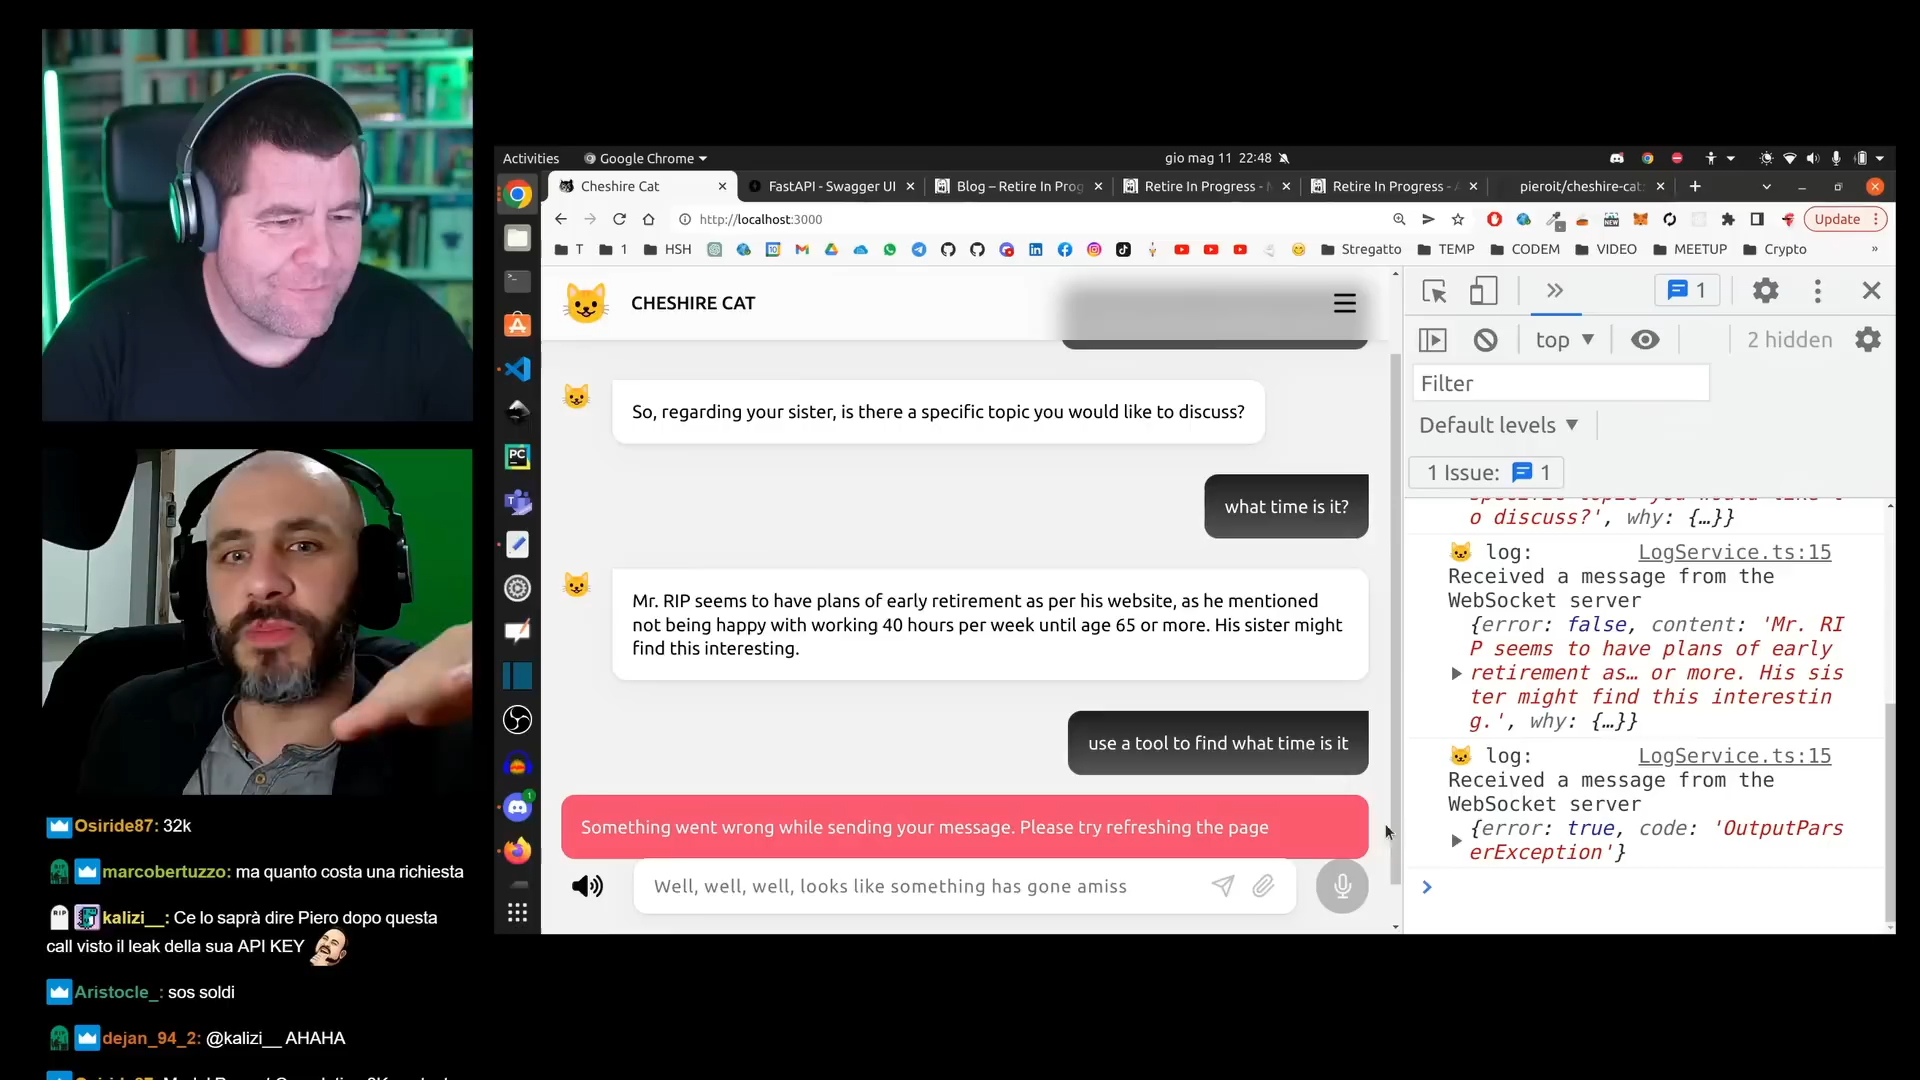 Activities
Google Chrome
gio mag 11 22:48
Cheshire Cat
FastAPI - Swagger UI
Blog – Retire In Prog
Retire In Progress -
Retire In Progress -
pieroit/cheshire-cat
http://localhost:3000
Update
T
1
HSH
Stregatto
TEMP
CODEM
VIDEO
MEETUP
Crypto
»
CHESHIRE CAT
So, regarding your sister, is there a specific topic you would like to discuss?
what time is it?
Mr. RIP seems to have plans of early retirement as per his website, as he mentioned
not being happy with working 40 hours per week until age 65 or more. His sister might
find this interesting.
use a tool to find what time is it
Something went wrong while sending your message. Please try refreshing the page
Well, well, well, looks like something has gone amiss
1
top
2 hidden
Filter
Default levels
1 Issue: 1
o discuss?', why: {…}}
log: LogService.ts:15
Received a message from the
WebSocket server
{error: false, content: 'Mr. RI
P seems to have plans of early
retirement as… or more. His sis
ter might find this interestin
g.', why: {…}}
log: LogService.ts:15
Received a message from the
WebSocket server
{error: true, code: 'OutputPars
erException'}
Osiride87: 32k
marcobertuzzo: ma quanto costa una richiesta
kalizi__: Ce lo saprà dire Piero dopo questa
call visto il leak della sua API KEY
Aristocle_: sos soldi
dejan_94_2: @kalizi__ AHAHA